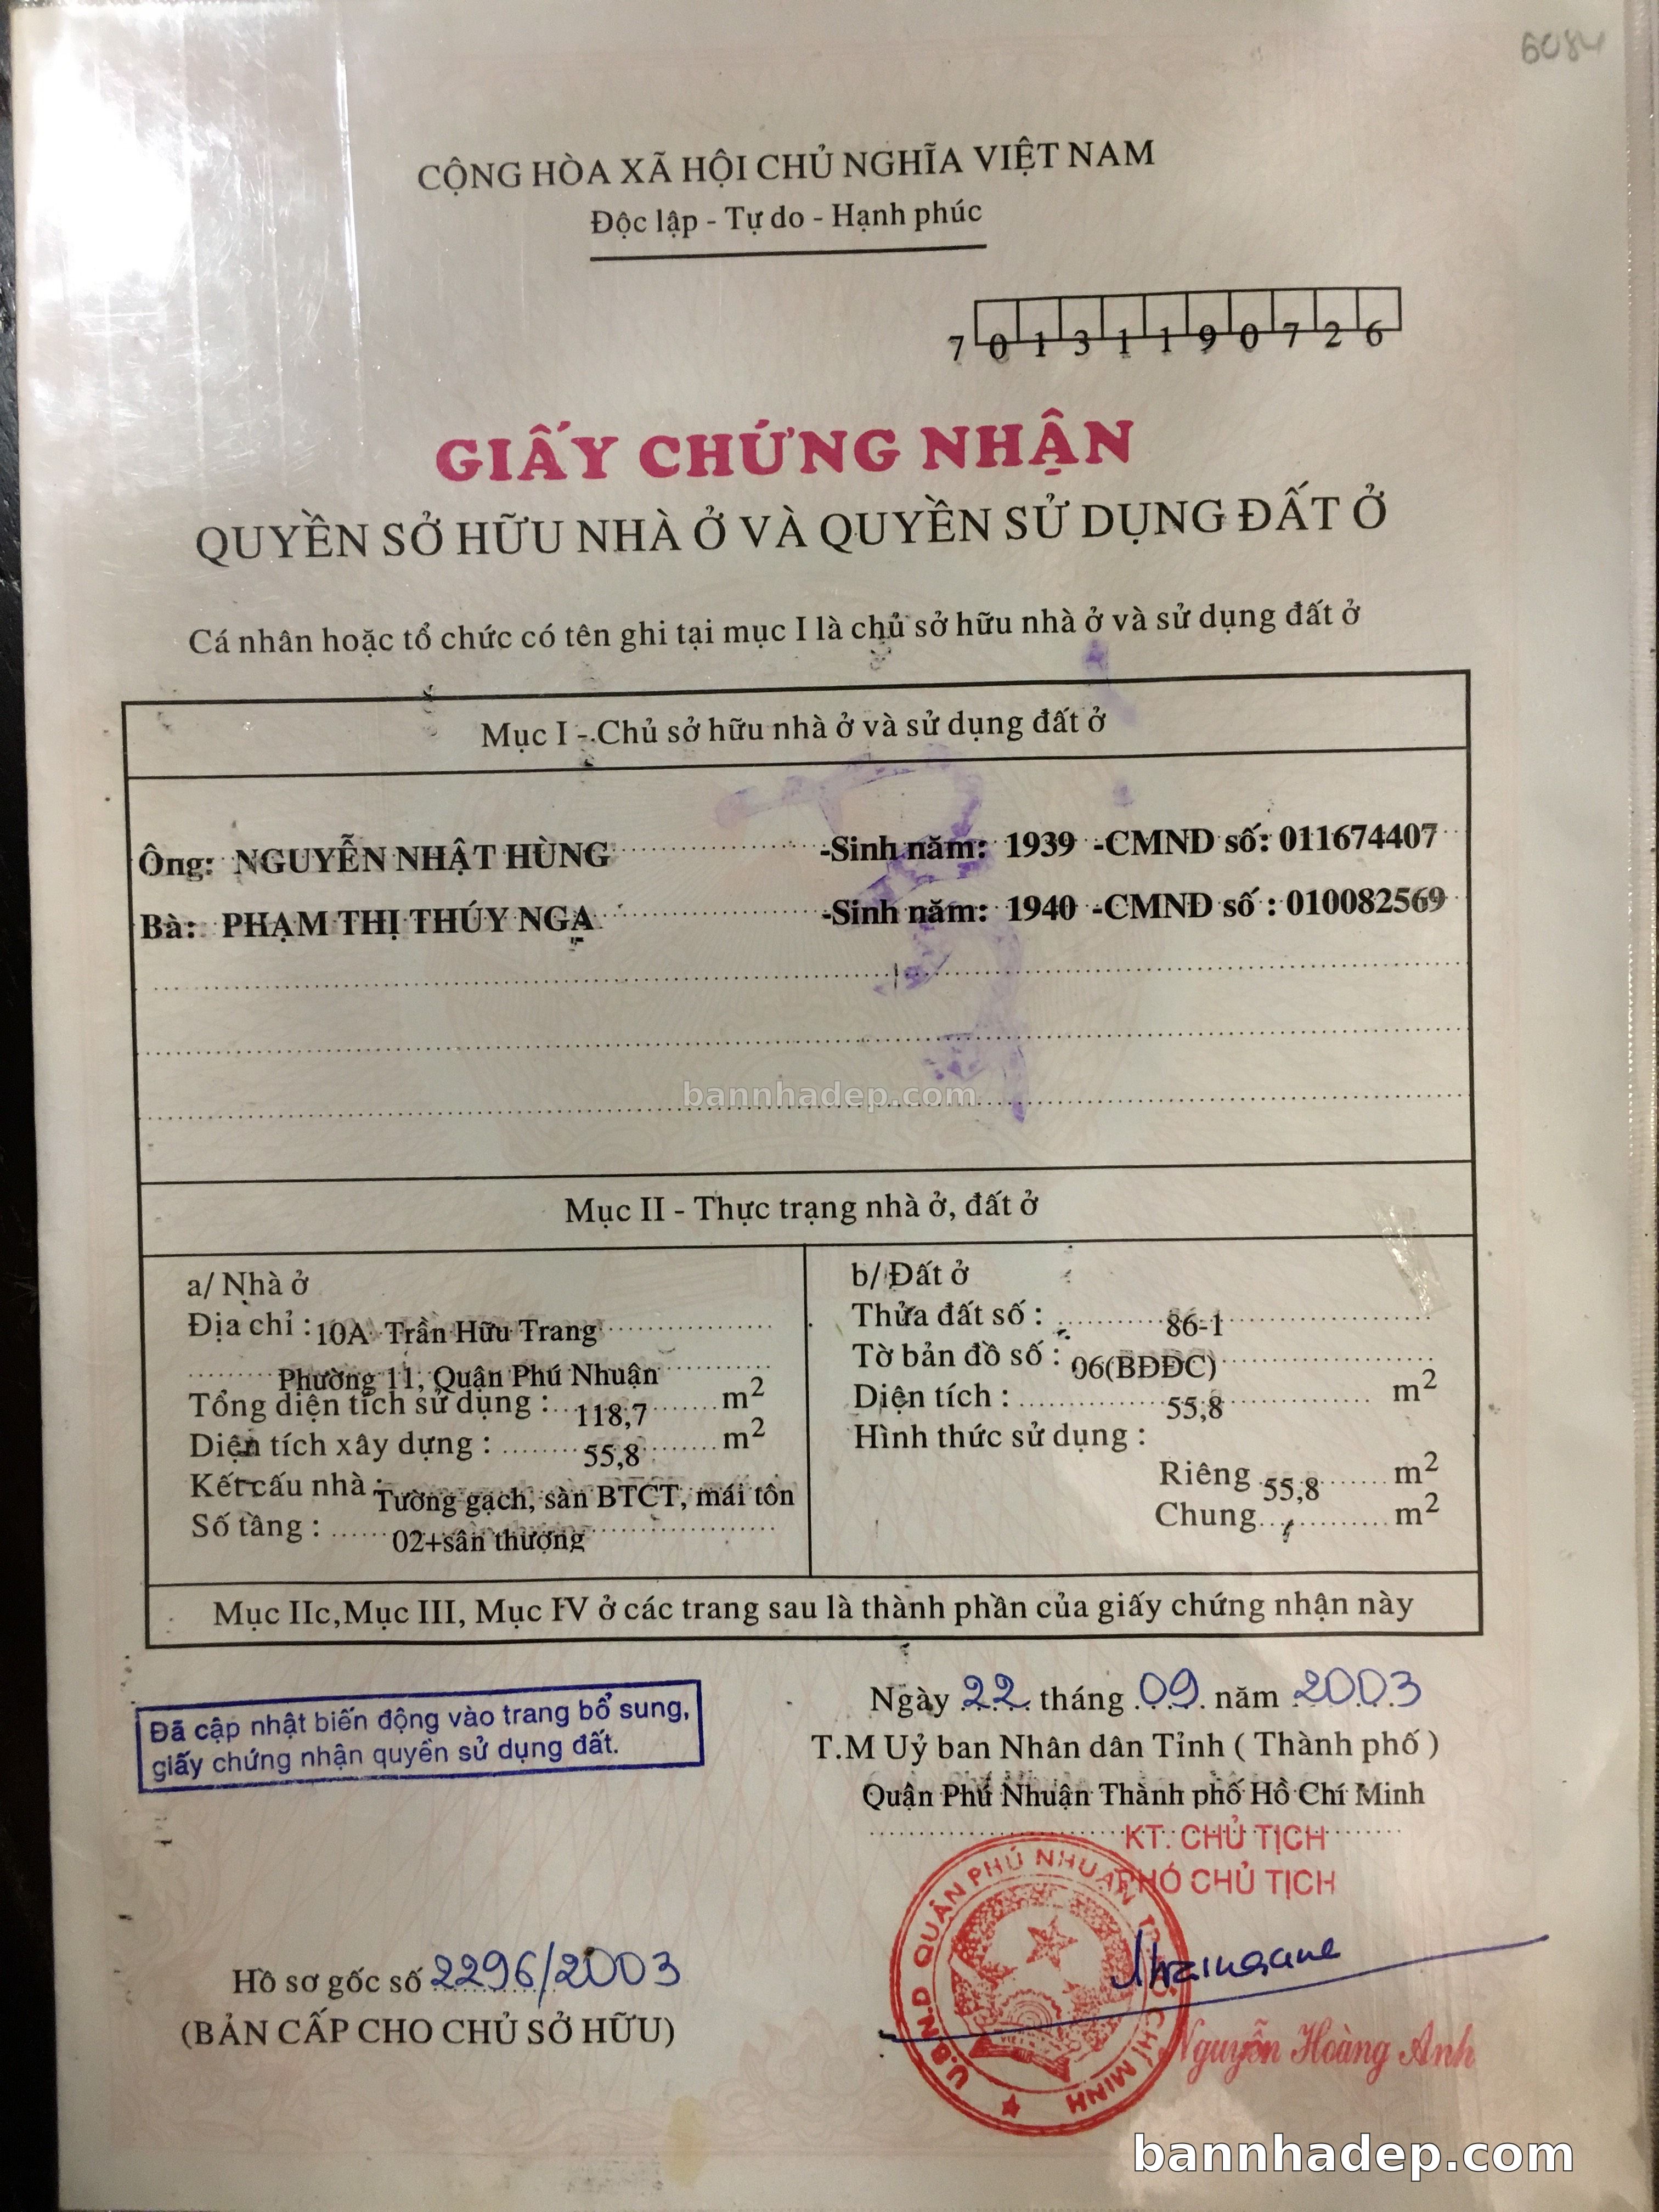 6084
CỘNG HÒA XÃ HỘI CHỦ NGHĨA VIỆT NAM
Độc lập - Tự do - Hạnh phúc
70131190726
GIẤY CHỨNG NHẬN
QUYỀN SỞ HỮU NHÀ Ở VÀ QUYỀN SỬ DỤNG ĐẤT Ở
Cá nhân hoặc tổ chức có tên ghi tại mục I là chủ sở hữu nhà ở và sử dụng đất ở
Mục I - Chủ sở hữu nhà ở và sử dụng đất ở
Ông: NGUYỄN NHẬT HÙNG -Sinh năm: 1939 -CMND số: 011674407
Bà: PHẠM THỊ THÚY NGA -Sinh năm: 1940 -CMND số : 010082569
bannhadep.com
Mục II - Thực trạng nhà ở, đất ở
a/ Nhà ở
Địa chỉ : 10A Trần Hữu Trang
Phường 11, Quận Phú Nhuận
Tổng diện tích sử dụng : 118,7 m2
Diện tích xây dựng : 55,8 m2
Kết cấu nhà : Tường gạch, sàn BTCT, mái tôn
Số tầng : 02+sân thượng
b/ Đất ở
Thửa đất số : 86-1
Tờ bản đồ số : 06(BĐĐC)
Diện tích : 55,8 m2
Hình thức sử dụng :
Riêng 55,8 m2
Chung / m2
Mục IIc,Mục III, Mục IV ở các trang sau là thành phần của giấy chứng nhận này
Đã cập nhật biến động vào trang bổ sung,
giấy chứng nhận quyền sử dụng đất.
Ngày 22 tháng 09 năm 2003
T.M Uỷ ban Nhân dân Tỉnh ( Thành phố )
Quận Phú Nhuận Thành phố Hồ Chí Minh
KT. CHỦ TỊCH
PHÓ CHỦ TỊCH
U.B.N.D QUẬN PHÚ NHUẬN T.P HỒ CHÍ MINH
Nguyễn Hoàng Anh
Hồ sơ gốc số 2296/2003
(BẢN CẤP CHO CHỦ SỞ HỮU)
bannhadep.com